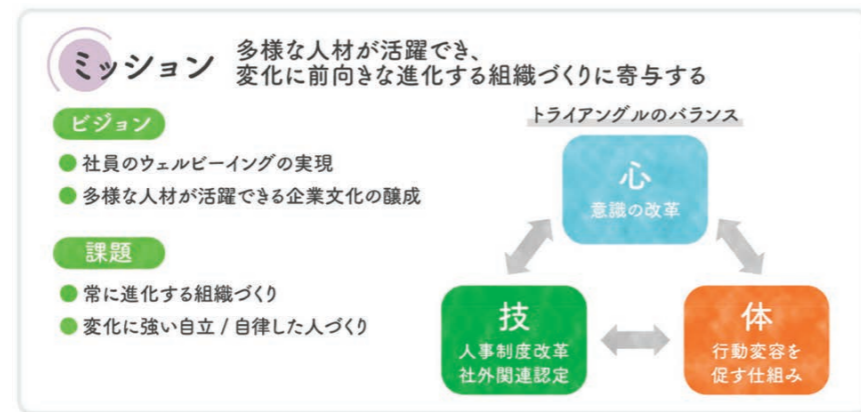 ミッション
多様な人材が活躍でき、
変化に前向きな進化する組織づくりに寄与する
ビジョン
● 社員のウェルビーイングの実現
● 多様な人材が活躍できる企業文化の醸成
課題
● 常に進化する組織づくり
● 変化に強い自立 / 自律した人づくり
トライアングルのバランス
心
意識の改革
技
人事制度改革
社外関連認定
体
行動変容を
促す仕組み